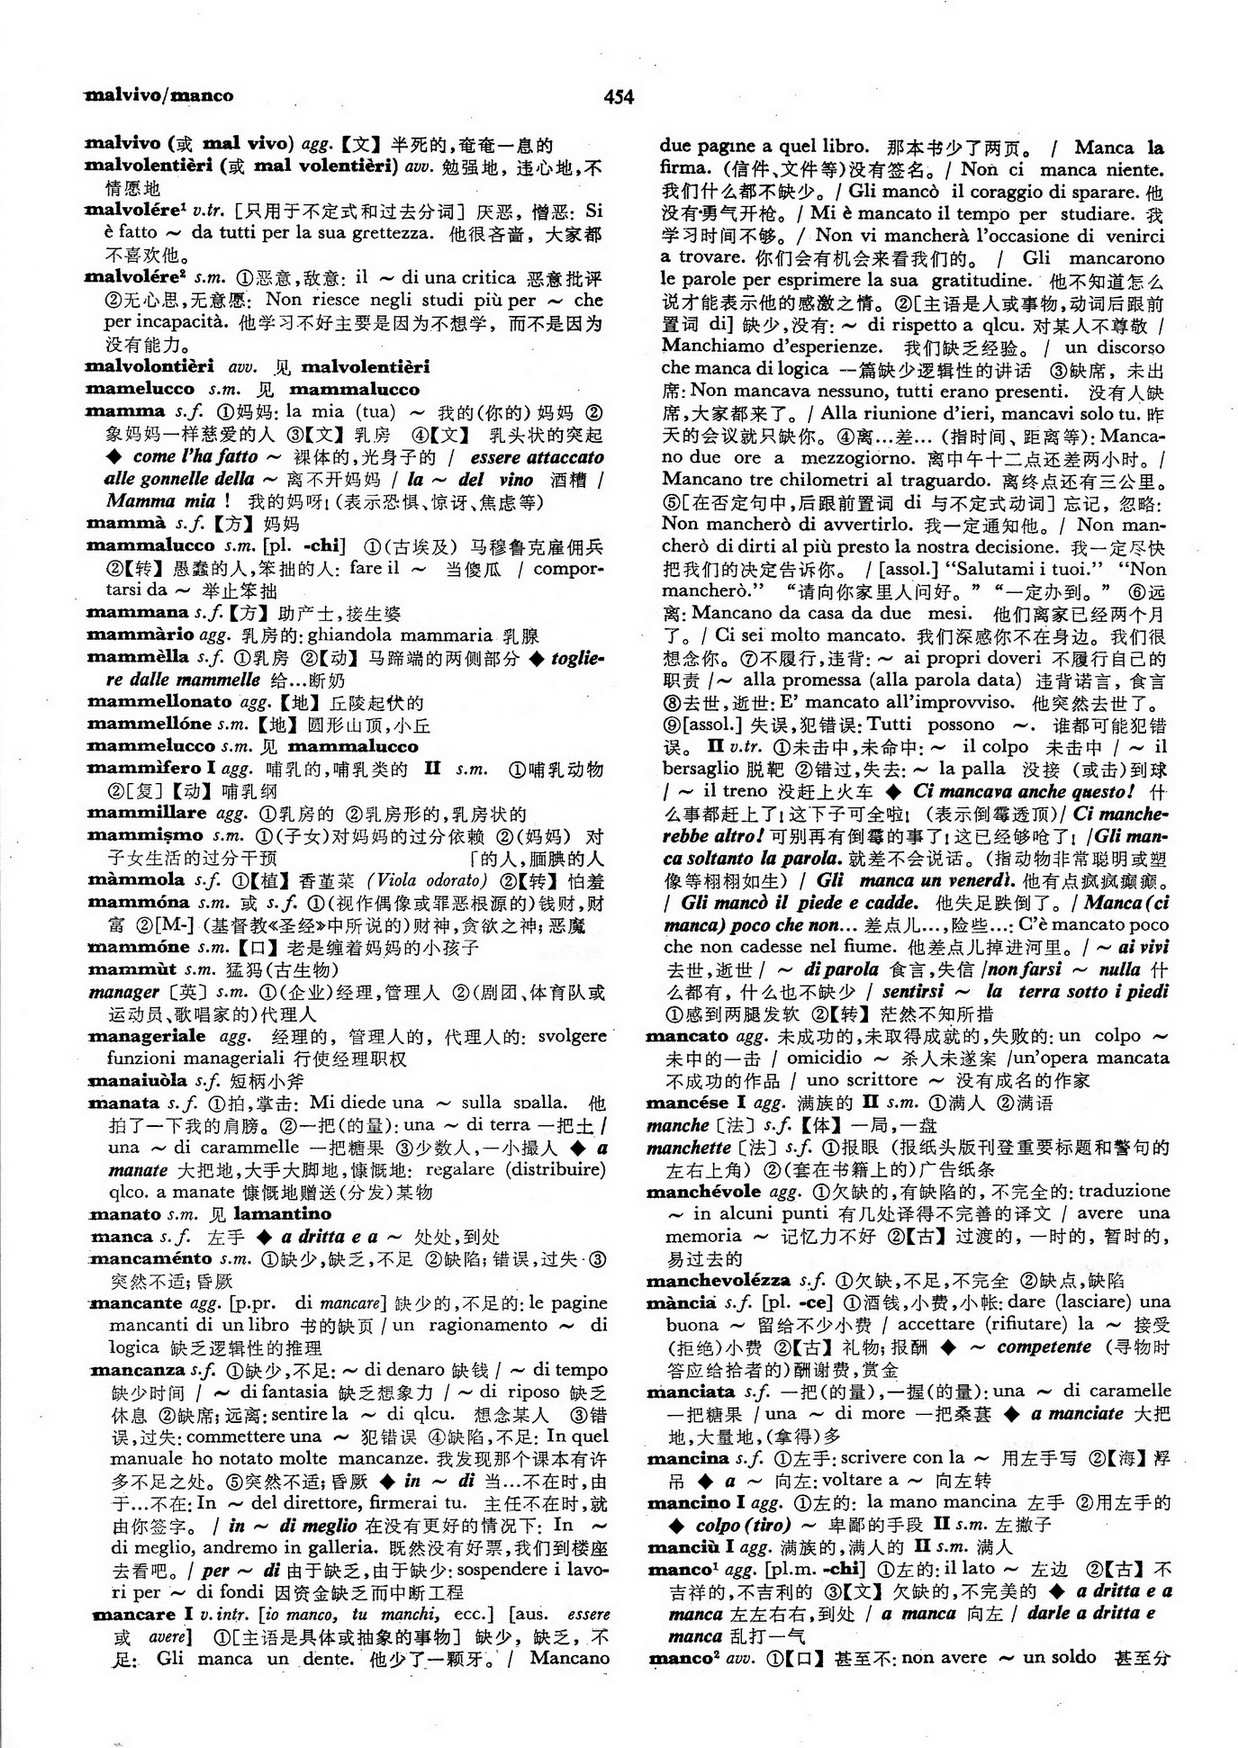 malvivo/manco
454
malvivo (或 mal vivo) agg.【文】半死的,奄奄一息的
malvolentièri (或 mal volentièri) avv. 勉强地, 违心地,不
情愿地
malvolére¹ v.tr. [只用于不定式和过去分词] 厌恶, 憎恶: Si
è fatto ～ da tutti per la sua grettezza. 他很吝啬, 大家都
不喜欢他。
malvolére² s.m. ①恶意,敌意: il ～ di una critica 恶意批评
②无心思,无意愿: Non riesce negli studi più per ～ che
per incapacità. 他学习不好主要是因为不想学, 而不是因为
没有能力。
malvolontièri avv. 见 malvolentièri
mamelucco s.m. 见 mammalucco
mamma s.f. ①妈妈: la mia (tua) ～ 我的(你的) 妈妈 ②
象妈妈一样慈爱的人 ③【文】乳房 ④【文】 乳头状的突起
◆ come l'ha fatto ～ 裸体的,光身子的 / essere attaccato
alle gonnelle della ～ 离不开妈妈 / la ～ del vino 酒糟 /
Mamma mia ! 我的妈呀! (表示恐惧、惊讶、焦虑等)
mammà s.f.【方】妈妈
mammalucco s.m. [pl. -chi] ①(古埃及) 马穆鲁克雇佣兵
②【转】愚蠢的人,笨拙的人: fare il ～ 当傻瓜 / compor-
tarsi da ～ 举止笨拙
mammana s.f.【方】助产士,接生婆
mammàrio agg. 乳房的: ghiandola mammaria 乳腺
mammèlla s.f. ①乳房 ②【动】马蹄端的两侧部分 ◆ toglie-
re dalle mammelle 给…断奶
mammellonato agg.【地】丘陵起伏的
mammellóne s.m.【地】圆形山顶,小丘
mammelucco s.m. 见 mammalucco
mammìfero I agg. 哺乳的,哺乳类的 II s.m. ①哺乳动物
②[复]【动】哺乳纲
mammillare agg. ①乳房的 ②乳房形的,乳房状的
mammismo s.m. ①(子女)对妈妈的过分依赖 ②(妈妈) 对
子女生活的过分干预 「的人,腼腆的人
màmmola s.f. ①【植】香堇菜 (Viola odorato) ②【转】怕羞
mammóna s.m. 或 s.f. ①(视作偶像或罪恶根源的)钱财,财
富 ②[M-] (基督教《圣经》中所说的)财神,贪欲之神; 恶魔
mammóne s.m.【口】老是缠着妈妈的小孩子
mammùt s.m. 猛犸(古生物)
manager〔英〕s.m. ①(企业)经理,管理人 ②(剧团、体育队或
运动员、歌唱家的)代理人
manageriale agg. 经理的, 管理人的, 代理人的: svolgere
funzioni manageriali 行使经理职权
manaiuòla s.f. 短柄小斧
manata s.f. ①拍,掌击: Mi diede una ～ sulla spalla. 他
拍了一下我的肩膀。②一把(的量): una ～ di terra 一把土 /
una ～ di carammelle 一把糖果 ③少数人,一小撮人 ◆ a
manate 大把地,大手大脚地,慷慨地: regalare (distribuire)
qlco. a manate 慷慨地赠送(分发)某物
manato s.m. 见 lamantino
manca s.f. 左手 ◆ a dritta e a ～ 处处,到处
mancaménto s.m. ①缺少,缺乏,不足 ②缺陷; 错误,过失 ③
突然不适; 昏厥
mancante agg. [p.pr. di mancare] 缺少的,不足的: le pagine
mancanti di un libro 书的缺页 / un ragionamento ～ di
logica 缺乏逻辑性的推理
mancanza s.f. ①缺少,不足: ～ di denaro 缺钱 / ～ di tempo
缺少时间 / ～ di fantasia 缺乏想象力 / ～ di riposo 缺乏
休息 ②缺席; 远离: sentire la ～ di qlcu. 想念某人 ③错
误,过失: commettere una ～ 犯错误 ④缺陷,不足: In quel
manuale ho notato molte mancanze. 我发现那个课本有许
多不足之处。⑤突然不适; 昏厥 ◆ in ～ di 当…不在时,由
于…不在: In ～ del direttore, firmerai tu. 主任不在时,就
由你签字。/ in ～ di meglio 在没有更好的情况下: In ～
di meglio, andremo in galleria. 既然没有好票,我们到楼座
去看吧。/ per ～ di 由于缺乏,由于缺少: sospendere i lavo-
ri per ～ di fondi 因资金缺乏而中断工程
mancare I v.intr. [io manco, tu manchi, ecc.] [aus. essere
或 avere] ①[主语是具体或抽象的事物] 缺少, 缺乏, 不
足: Gli manca un dente. 他少了一颗牙。/ Mancano
due pagine a quel libro. 那本书少了两页。 / Manca la
firma. (信件、文件等)没有签名。/ Non ci manca niente.
我们什么都不缺少。/ Gli mancò il coraggio di sparare. 他
没有勇气开枪。/ Mi è mancato il tempo per studiare. 我
学习时间不够。/ Non vi mancherà l'occasione di venirci
a trovare. 你们会有机会来看我们的。 / Gli mancarono
le parole per esprimere la sua gratitudine. 他不知道怎么
说才能表示他的感激之情。②[主语是人或事物,动词后跟前
置词 di] 缺少,没有: ～ di rispetto a qlcu. 对某人不尊敬 /
Manchiamo d'esperienze. 我们缺乏经验。/ un discorso
che manca di logica 一篇缺少逻辑性的讲话 ③缺席, 未出
席: Non mancava nessuno, tutti erano presenti. 没有人缺
席,大家都来了。/ Alla riunione d'ieri, mancavi solo tu. 昨
天的会议就只缺你。④离…差… (指时间、距离等): Manca-
no due ore a mezzogiorno. 离中午十二点还差两小时。/
Mancano tre chilometri al traguardo. 离终点还有三公里。
⑤[在否定句中,后跟前置词 di 与不定式动词] 忘记, 忽略:
Non mancherò di avvertirlo. 我一定通知他。/ Non man-
cherò di dirti al più presto la nostra decisione. 我一定尽快
把我们的决定告诉你。 / [assol.] “Salutami i tuoi.” “Non
mancherò.” “请向你家里人问好。” “一定办到。” ⑥远
离: Mancano da casa da due mesi. 他们离家已经两个月
了。/ Ci sei molto mancato. 我们深感你不在身边。我们很
想念你。⑦不履行,违背: ～ ai propri doveri 不履行自己的
职责 /～ alla promessa (alla parola data) 违背诺言, 食言
⑧去世,逝世: E' mancato all'improvviso. 他突然去世了。
⑨[assol.] 失误,犯错误: Tutti possono ～. 谁都可能犯错
误。 II v.tr. ①未击中,未命中: ～ il colpo 未击中 / ～ il
bersaglio 脱靶 ②错过,失去: ～ la palla 没接 (或击)到球
/ ～ il treno 没赶上火车 ◆ Ci mancava anche questo! 什
么事都赶上了! 这下子可全啦! (表示倒霉透顶)/ Ci manche-
rebbe altro! 可别再有倒霉的事了! 这已经够呛了! /Gli man-
ca soltanto la parola. 就差不会说话。(指动物非常聪明或塑
像等栩栩如生) / Gli manca un venerdì. 他有点疯疯癫癫。
/ Gli mancò il piede e cadde. 他失足跌倒了。/ Manca (ci
manca) poco che non... 差点儿…,险些…: C'è mancato poco
che non cadesse nel fiume. 他差点儿掉进河里。/ ～ ai vivi
去世,逝世 / ～ di parola 食言,失信 /non farsi ～ nulla 什
么都有, 什么也不缺少 / sentirsi ～ la terra sotto i piedi
①感到两腿发软 ②【转】茫然不知所措
mancato agg. 未成功的,未取得成就的,失败的: un colpo ～
未中的一击 / omicidio ～ 杀人未遂案 /un'opera mancata
不成功的作品 / uno scrittore ～ 没有成名的作家
mancése I agg. 满族的 II s.m. ①满人 ②满语
manche〔法〕s.f.【体】一局,一盘
manchette〔法〕s.f. ①报眼 (报纸头版刊登重要标题和警句的
左右上角) ②(套在书籍上的)广告纸条
manchévole agg. ①欠缺的,有缺陷的, 不完全的: traduzione
～ in alcuni punti 有几处译得不完善的译文 / avere una
memoria ～ 记忆力不好 ②【古】过渡的, 一时的, 暂时的,
易过去的
manchevolézza s.f. ①欠缺,不足,不完全 ②缺点,缺陷
mància s.f. [pl. -ce] ①酒钱,小费,小帐: dare (lasciare) una
buona ～ 留给不少小费 / accettare (rifiutare) la ～ 接受
(拒绝)小费 ②【古】礼物; 报酬 ◆ ～ competente (寻物时
答应给拾者的)酬谢费,赏金
manciata s.f. 一把(的量),一握(的量): una ～ di caramelle
一把糖果 / una ～ di more 一把桑葚 ◆ a manciate 大把
地,大量地,(拿得)多
mancina s.f. ①左手: scrivere con la ～ 用左手写 ②【海】浮
吊 ◆ a ～ 向左: voltare a ～ 向左转
mancino I agg. ①左的: la mano mancina 左手 ②用左手的
◆ colpo (tiro) ～ 卑鄙的手段 II s.m. 左撇子
manciù I agg. 满族的,满人的 II s.m. 满人
manco¹ agg. [pl.m. -chi] ①左的: il lato ～ 左边 ②【古】不
吉祥的,不吉利的 ③【文】欠缺的,不完美的 ◆ a dritta e a
manca 左左右右,到处 / a manca 向左 / darle a dritta e
manca 乱打一气
manco² avv. ①【口】甚至不: non avere ～ un soldo 甚至分